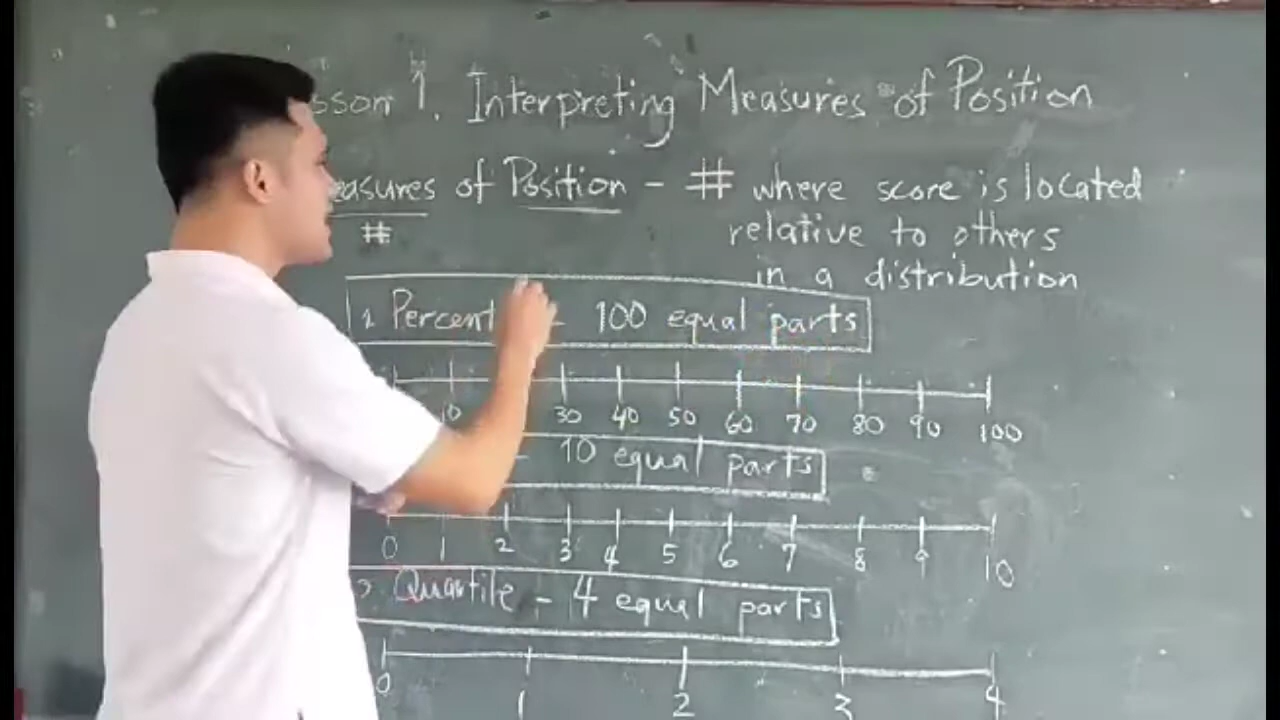 sson 1. Interpreting Measures of Position
easures of Position - # where score is located
# relative to others
in a distribution
1. Percent - 100 equal parts
10 30 40 50 60 70 80 90 100
- 10 equal parts
0 1 2 3 4 5 6 7 8 9 10
Quartile - 4 equal parts
0 1 2 3 4